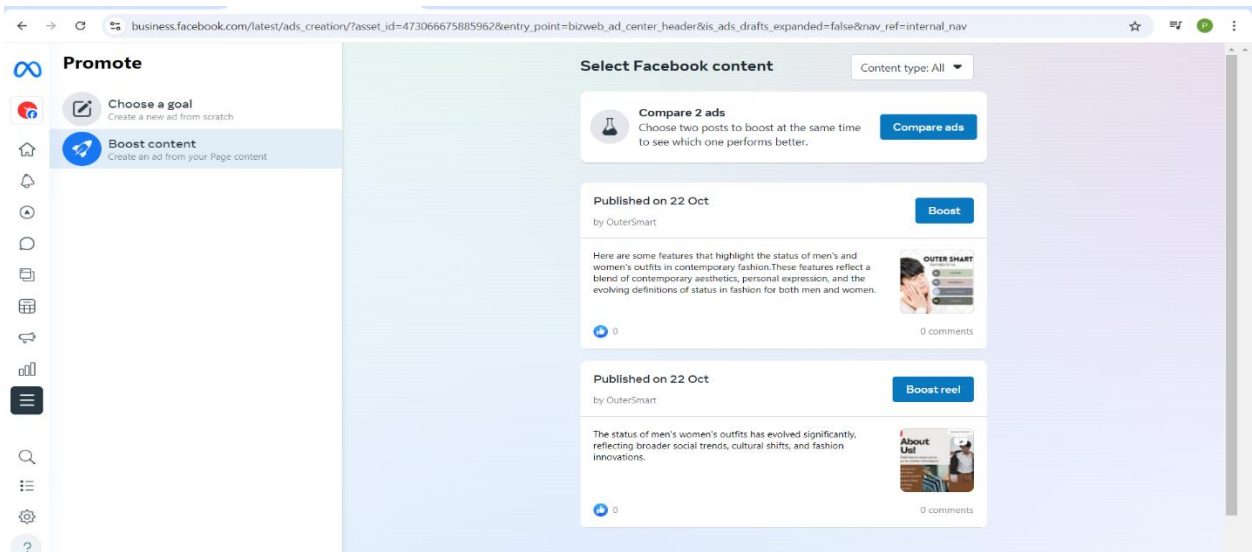 business.facebook.com/latest/ads_creation/?asset_id=473066675885962&entry_point=bizweb_ad_center_header&is_ads_drafts_expanded=false&nav_ref=internal_nav
P
Promote
Choose a goal
Create a new ad from scratch
Boost content
Create an ad from your Page content
Select Facebook content
Content type: All
Compare 2 ads
Choose two posts to boost at the same time
to see which one performs better.
Compare ads
Published on 22 Oct
by OuterSmart
Boost
Here are some features that highlight the status of men's and
women's outfits in contemporary fashion.These features reflect a
blend of contemporary aesthetics, personal expression, and the
evolving definitions of status in fashion for both men and women.
OUTER SMART
0
0 comments
Published on 22 Oct
by OuterSmart
Boost reel
The status of men's women's outfits has evolved significantly,
reflecting broader social trends, cultural shifts, and fashion
innovations.
About
Us!
0
0 comments
?